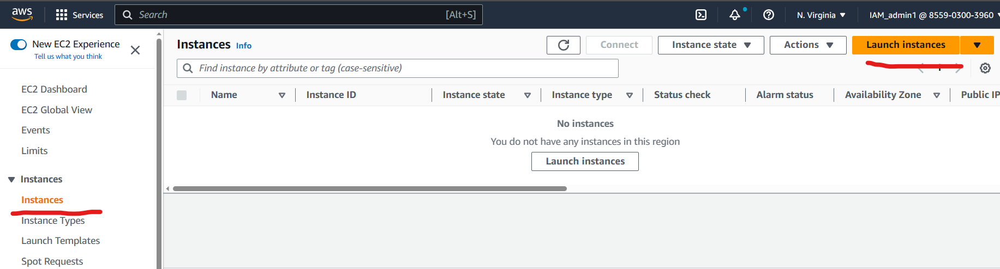 aws
Services
Search
[Alt+S]
N. Virginia
IAM_admin1 @ 8559-0300-3960
New EC2 Experience
Tell us what you think
EC2 Dashboard
EC2 Global View
Events
Limits
Instances
Instances
Instance Types
Launch Templates
Spot Requests
Instances Info
Connect
Instance state
Actions
Launch instances
Find instance by attribute or tag (case-sensitive)
1
Name
Instance ID
Instance state
Instance type
Status check
Alarm status
Availability Zone
Public IP
No instances
You do not have any instances in this region
Launch instances